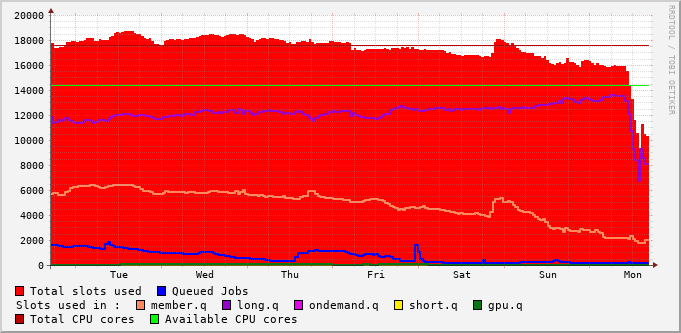 20000
18000
16000
14000
12000
10000
8000
6000
4000
2000
0
Tue Wed Thu Fri Sat Sun Mon
RRDTOOL / TOBI OETIKER
Total slots used Queued Jobs
Slots used in : member.q long.q ondemand.q short.q gpu.q
Total CPU cores Available CPU cores